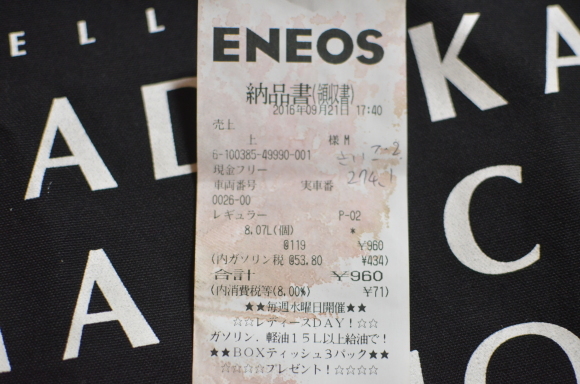 ELL
AD
KA
C
A
ENEOS
納品書(領収書)
2016年09月21日 17:40
売上
上 様 M
6-100385-49990-001
現金フリー
車両番号 実車番
0026-00
274.1
レギュラー P-02
8.07L(個) *
@119 ¥960
(内ガソリン税 @53.80 ¥434)
合計 ¥960
(内消費税等(8.00%) ¥71)
★★毎週水曜日開催★★
☆☆レディースDAY!☆☆
ガソリン、軽油15L以上給油で!
★★BOXティッシュ3パック★★
☆☆☆☆プレゼント!☆☆☆☆